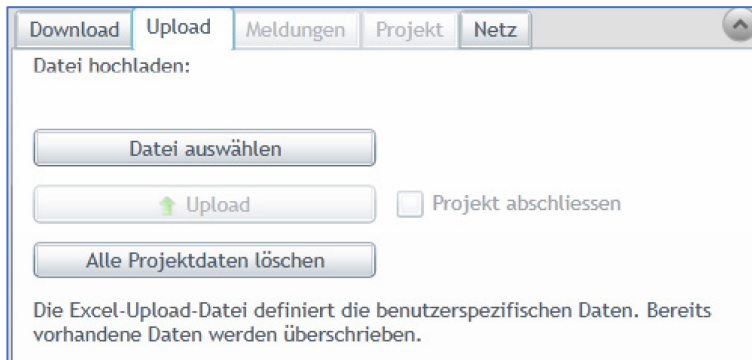 Download Upload Meldungen Projekt Netz
Datei hochladen:
Datei auswählen
Upload Projekt abschliessen
Alle Projektdaten löschen
Die Excel-Upload-Datei definiert die benutzerspezifischen Daten. Bereits
vorhandene Daten werden überschrieben.